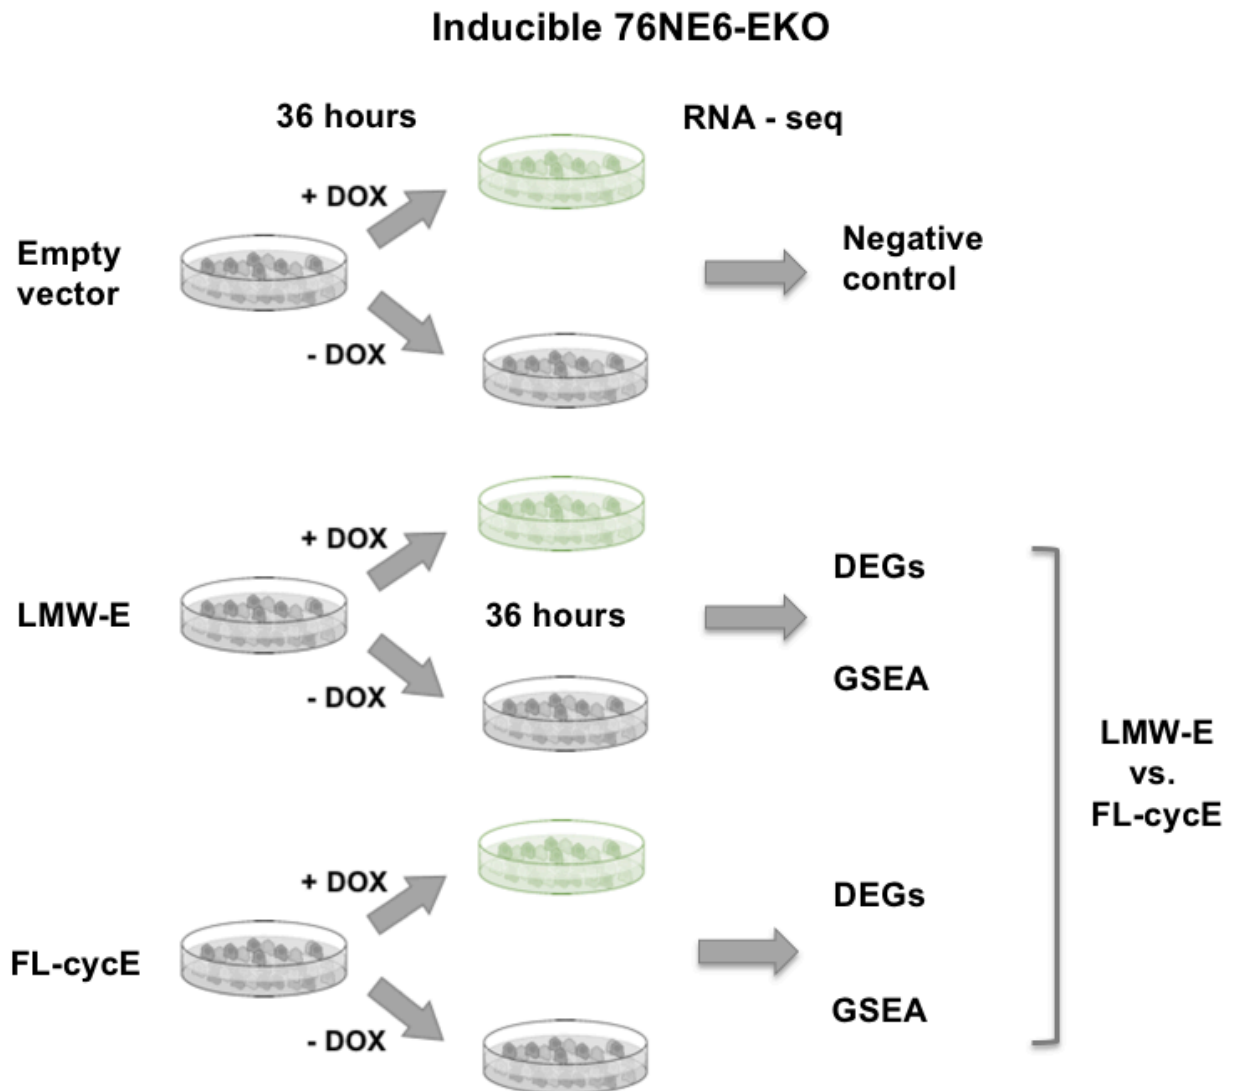 Inducible 76NE6-EKO
36 hours
RNA - seq
+ DOX
Empty
vector
Negative
control
- DOX
+ DOX
DEGs
LMW-E
36 hours
GSEA
- DOX
LMW-E
vs.
FL-cycE
+ DOX
DEGs
FL-cycE
GSEA
- DOX